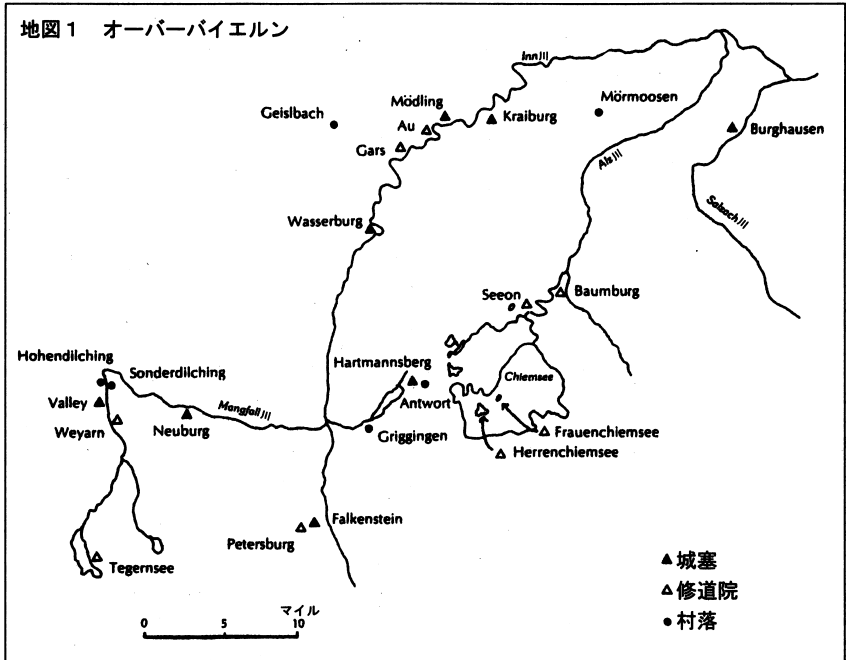 地図1 オーバーバイエルン
Inn川
Mödling
Geislbach
Mörmoosen
Au
Kraiburg
Burghausen
Gars
Alz川
Salzach川
Wasserburg
Seeon
Baumburg
Hohendilching
Sonderdilching
Hartmannsberg
Chiemsee
Valley
Antwort
Mangfall川
Weyarn
Neuburg
Griggingen
Frauenchiemsee
Herrenchiemsee
Falkenstein
Petersburg
Tegernsee
▲城塞
△修道院
●村落
マイル
0 5 10